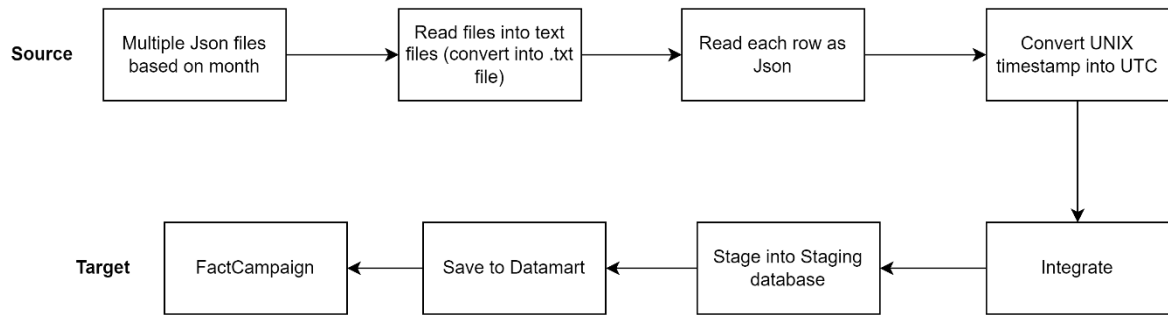 Source
Multiple Json files
based on month
Read files into text
files (convert into .txt
file)
Read each row as
Json
Convert UNIX
timestamp into UTC
Target
FactCampaign
Save to Datamart
Stage into Staging
database
Integrate